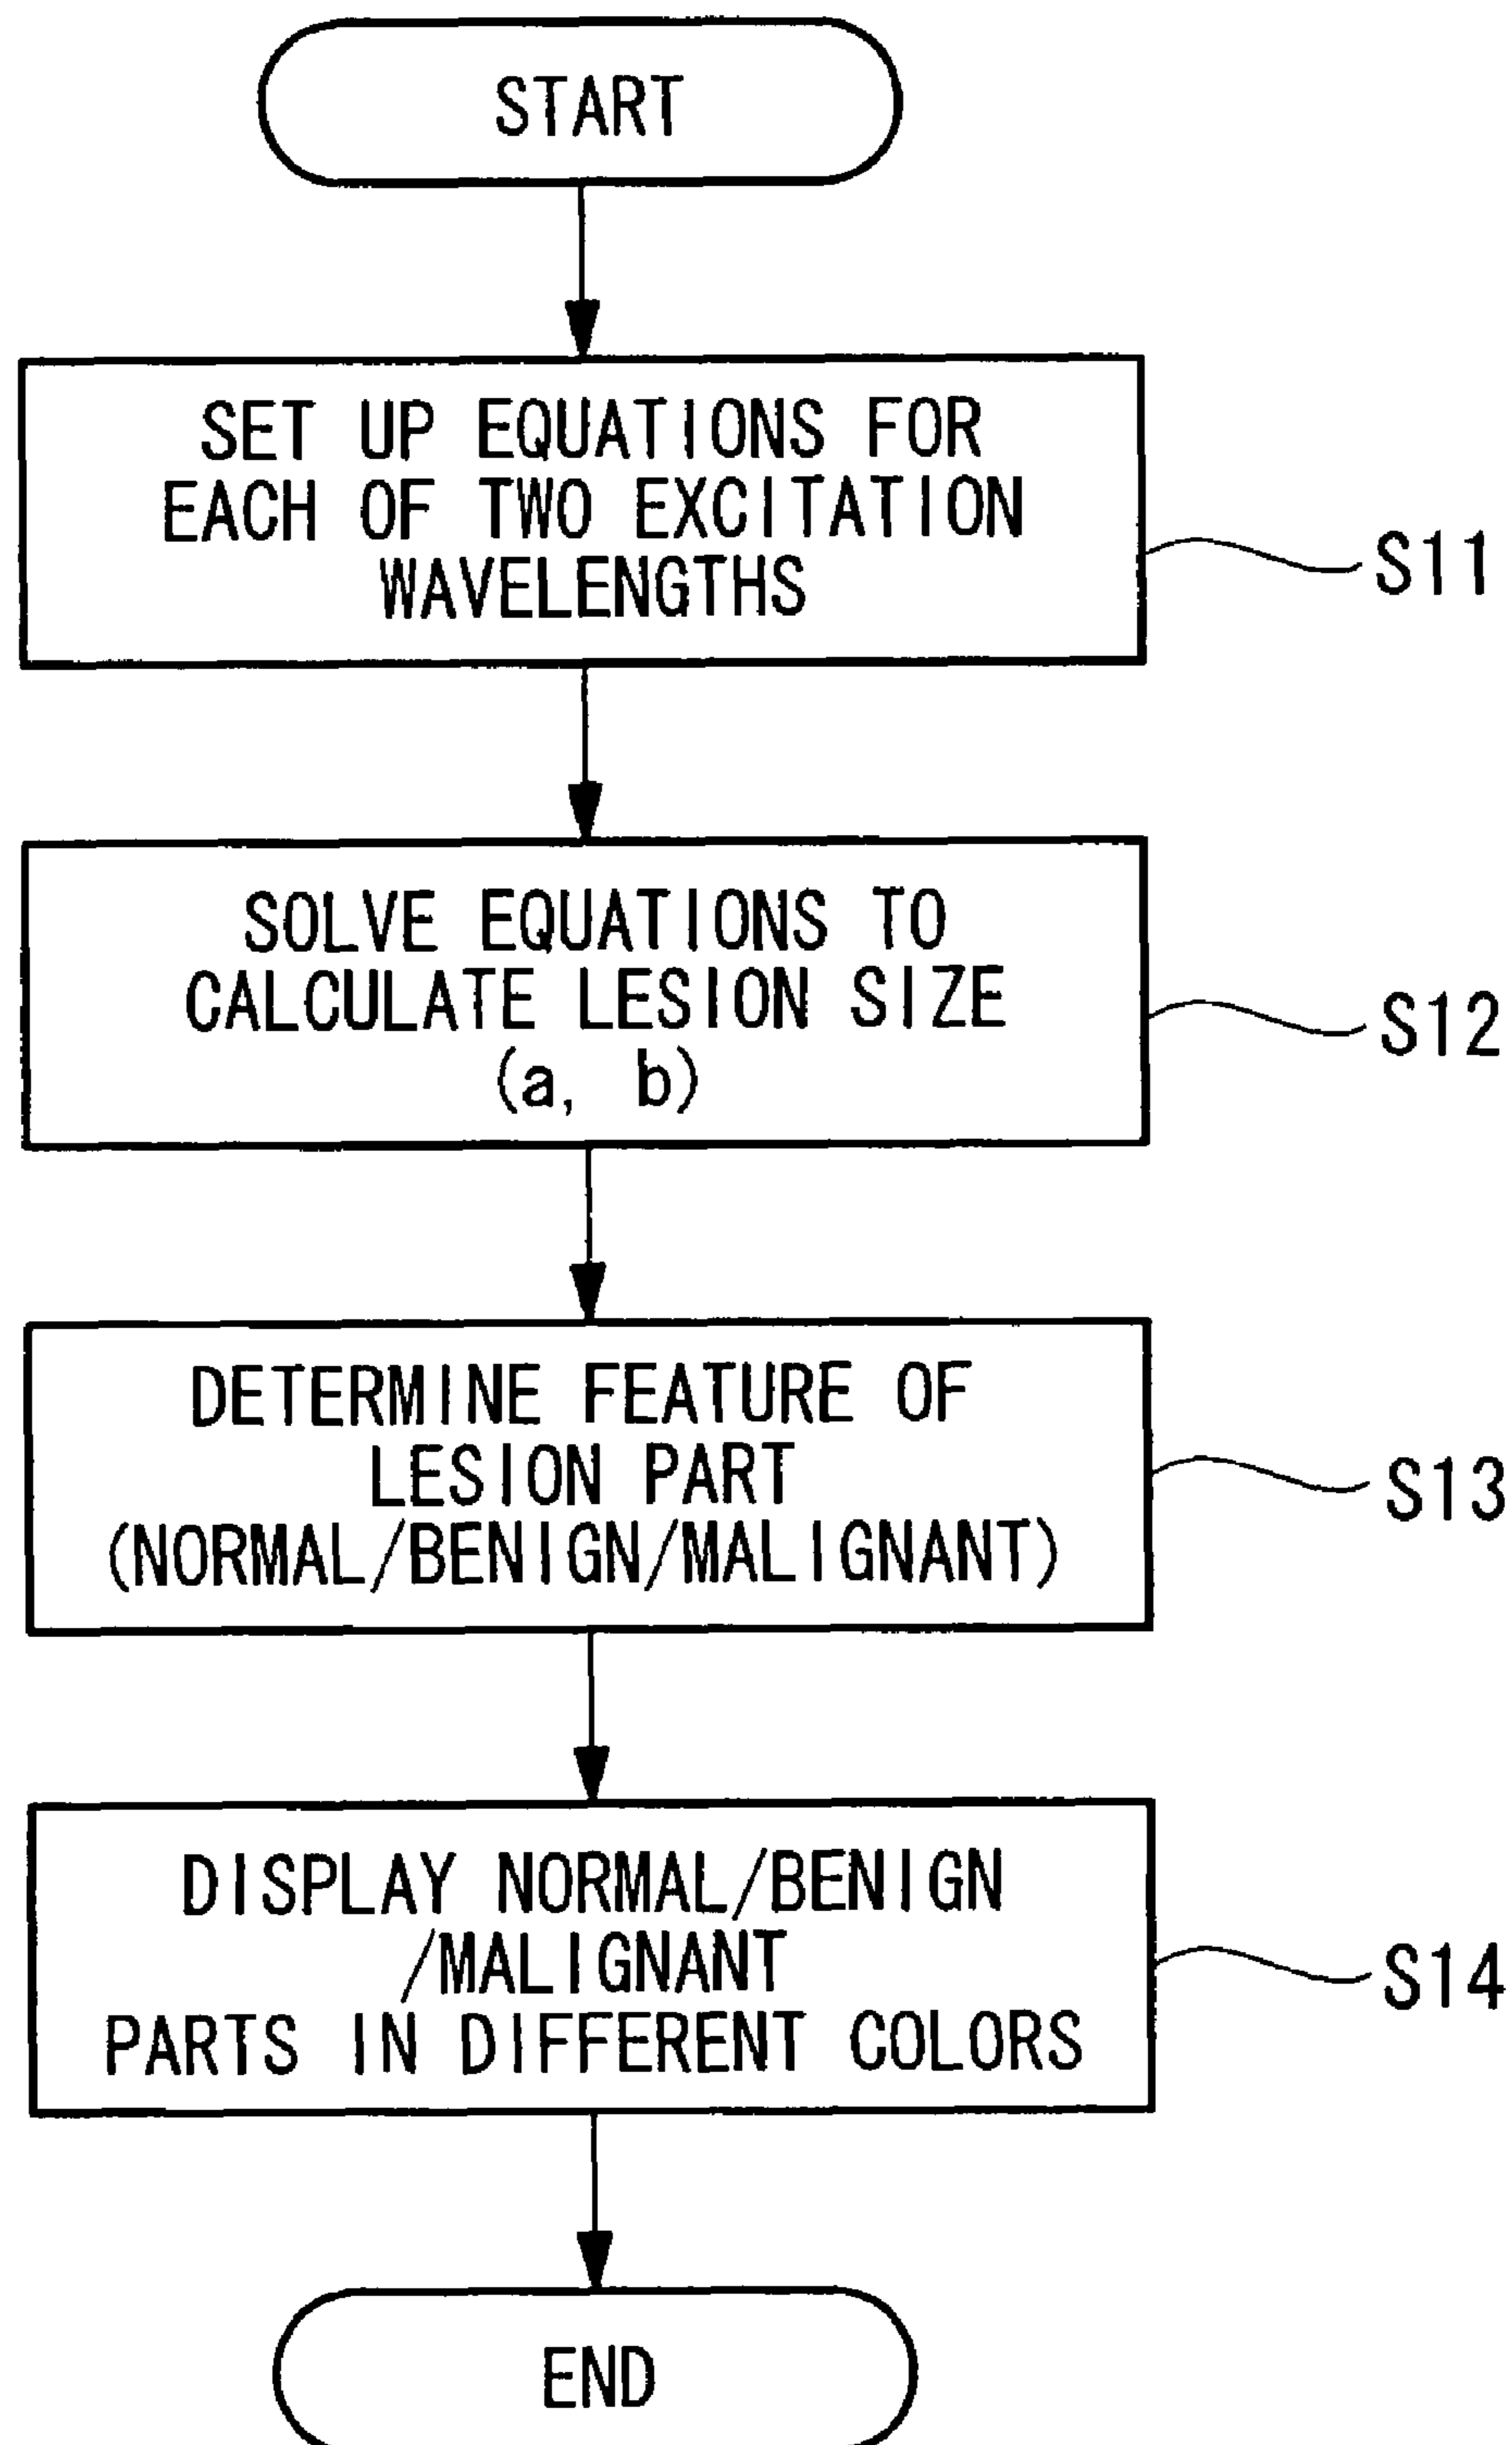 START
SET UP EQUATIONS FOR
EACH OF TWO EXCITATION
WAVELENGTHS
S11
SOLVE EQUATIONS TO
CALCULATE LESION SIZE
(a, b)
S12
DETERMINE FEATURE OF
LESION PART
(NORMAL/BENIGN/MALIGNANT)
S13
DISPLAY NORMAL/BENIGN
/MALIGNANT
PARTS IN DIFFERENT COLORS
S14
END